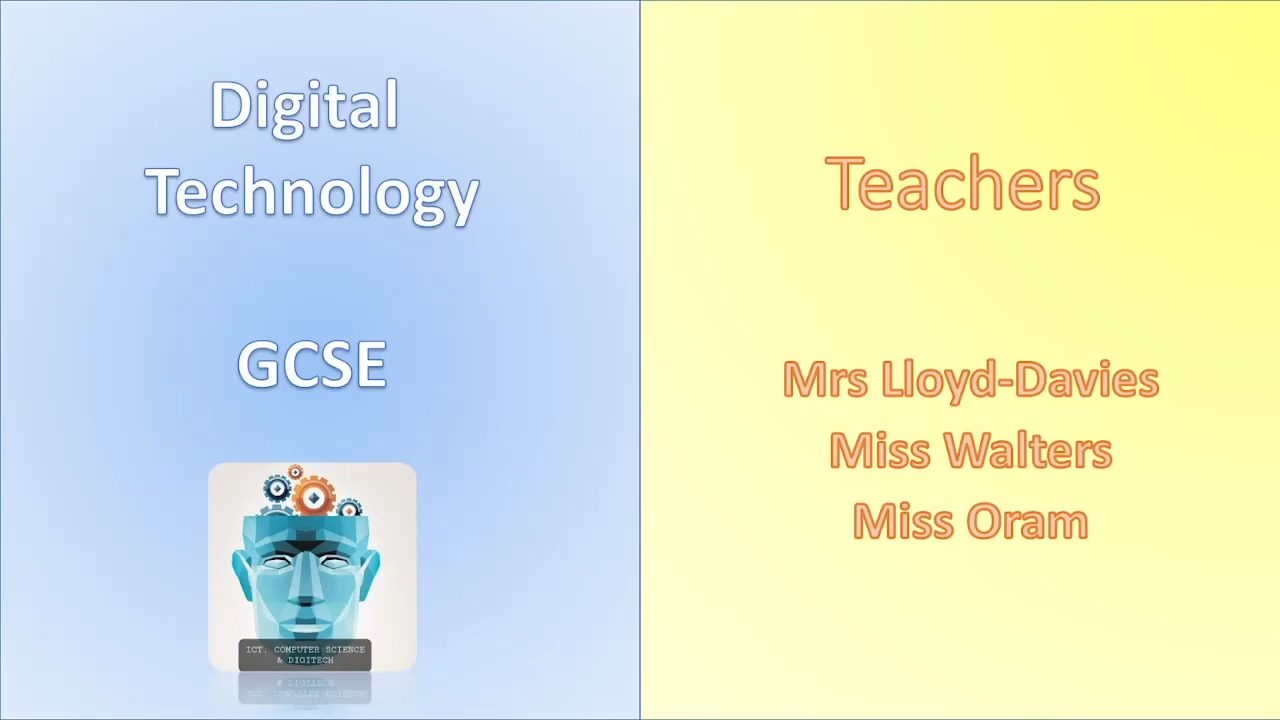 Digital
Technology
GCSE
ICT, COMPUTER SCIENCE
& DIGITECH
Teachers
Mrs Lloyd-Davies
Miss Walters
Miss Oram